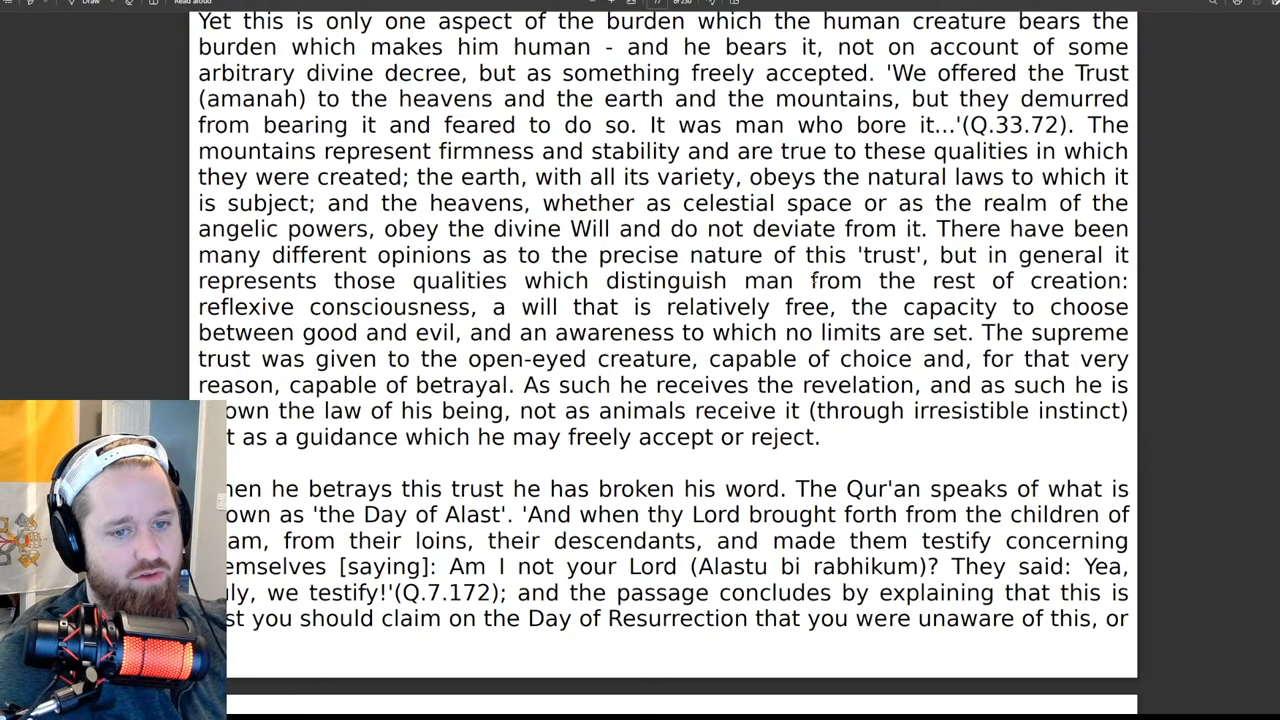 Draw
Read aloud
77
of 230
Yet this is only one aspect of the burden which the human creature bears the
burden which makes him human - and he bears it, not on account of some
arbitrary divine decree, but as something freely accepted. 'We offered the Trust
(amanah) to the heavens and the earth and the mountains, but they demurred
from bearing it and feared to do so. It was man who bore it...'(Q.33.72). The
mountains represent firmness and stability and are true to these qualities in which
they were created; the earth, with all its variety, obeys the natural laws to which it
is subject; and the heavens, whether as celestial space or as the realm of the
angelic powers, obey the divine Will and do not deviate from it. There have been
many different opinions as to the precise nature of this 'trust', but in general it
represents those qualities which distinguish man from the rest of creation:
reflexive consciousness, a will that is relatively free, the capacity to choose
between good and evil, and an awareness to which no limits are set. The supreme
trust was given to the open-eyed creature, capable of choice and, for that very
reason, capable of betrayal. As such he receives the revelation, and as such he is
own the law of his being, not as animals receive it (through irresistible instinct)
t as a guidance which he may freely accept or reject.
hen he betrays this trust he has broken his word. The Qur'an speaks of what is
own as 'the Day of Alast'. 'And when thy Lord brought forth from the children of
am, from their loins, their descendants, and made them testify concerning
emselves [saying]: Am I not your Lord (Alastu bi rabhikum)? They said: Yea,
uly, we testify!'(Q.7.172); and the passage concludes by explaining that this is
st you should claim on the Day of Resurrection that you were unaware of this, or